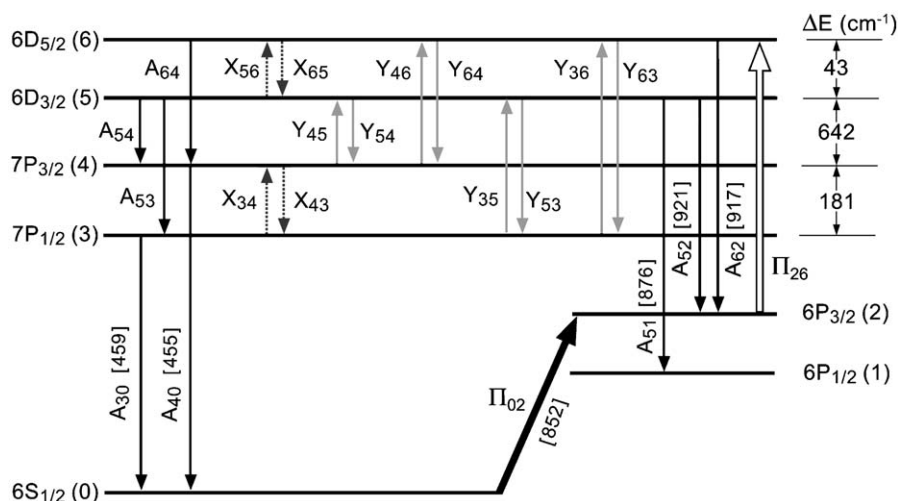 6D5/2 (6)
6D3/2 (5)
7P3/2 (4)
7P1/2 (3)
6S1/2 (0)
A64
X56
X65
Y46
Y64
Y36
Y63
A54
Y45
Y54
A53
X34
X43
Y35
Y53
A30 [459]
A40 [455]
A51 [876]
A52 [921]
A62 [917]
Π26
Π02
[852]
6P3/2 (2)
6P1/2 (1)
ΔE (cm-1)
43
642
181